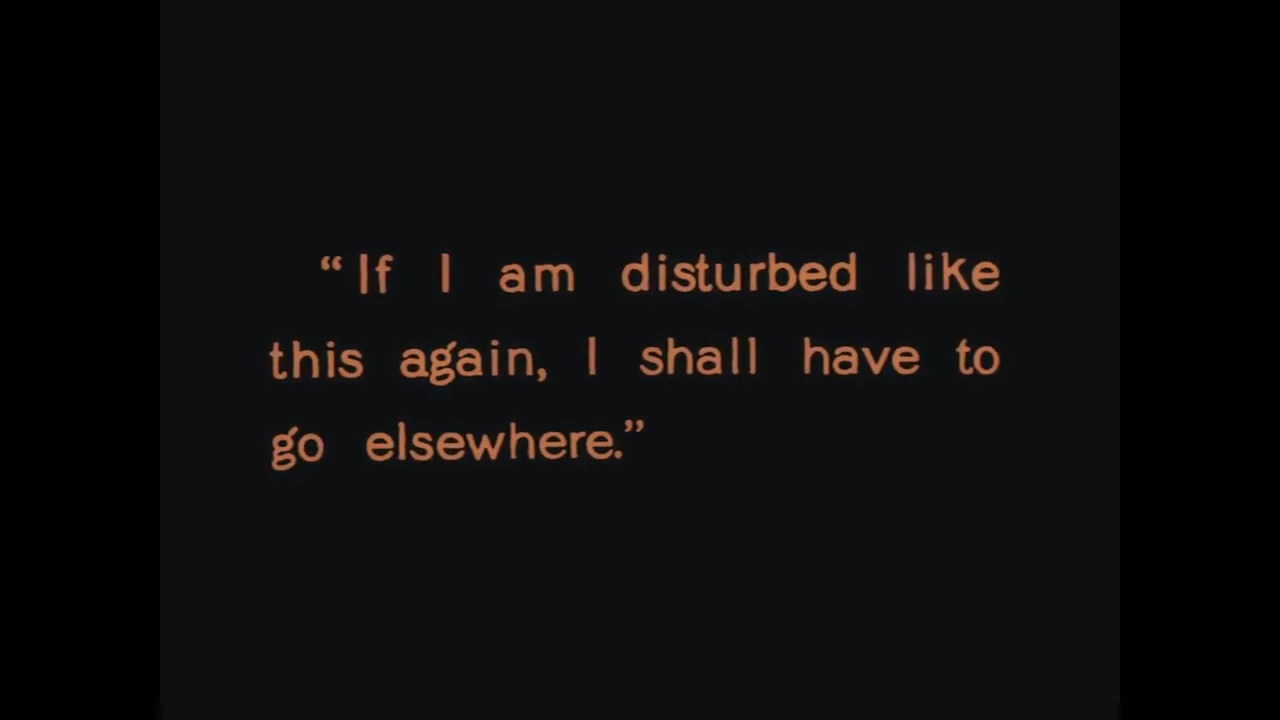 “If I am disturbed like
this again, I shall have to
go elsewhere.”